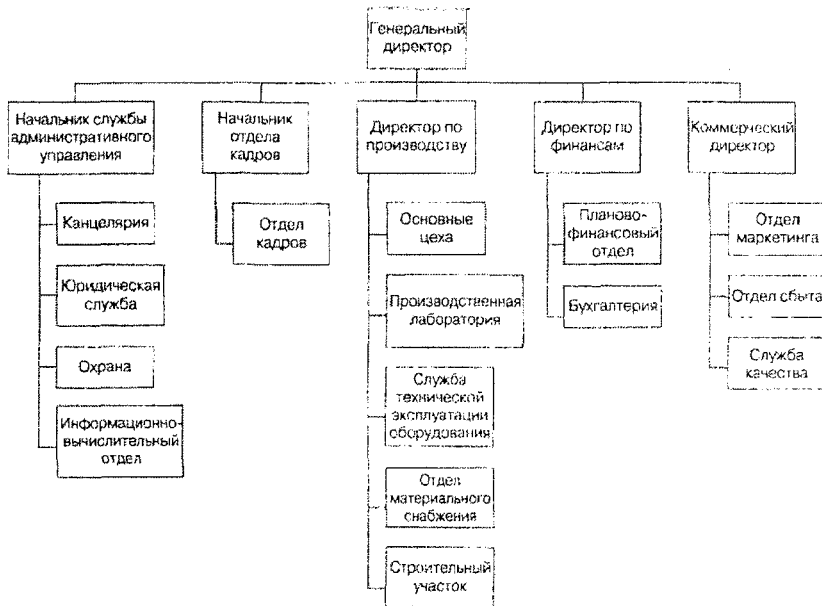 Генеральный
директор
Начальник службы
административного
управления
Начальник
отдела
кадров
Директор по
производству
Директор по
финансам
Коммерческий
директор
Канцелярия
Юридическая
служба
Охрана
Информационно-
вычислительный
отдел
Отдел
кадров
Основные
цеха
Производственная
лаборатория
Служба
технической
эксплуатации
оборудования
Отдел
материального
снабжения
Строительный
участок
Планово-
финансовый
отдел
Бухгалтерия
Отдел
маркетинга
Отдел сбыта
Служба
качества